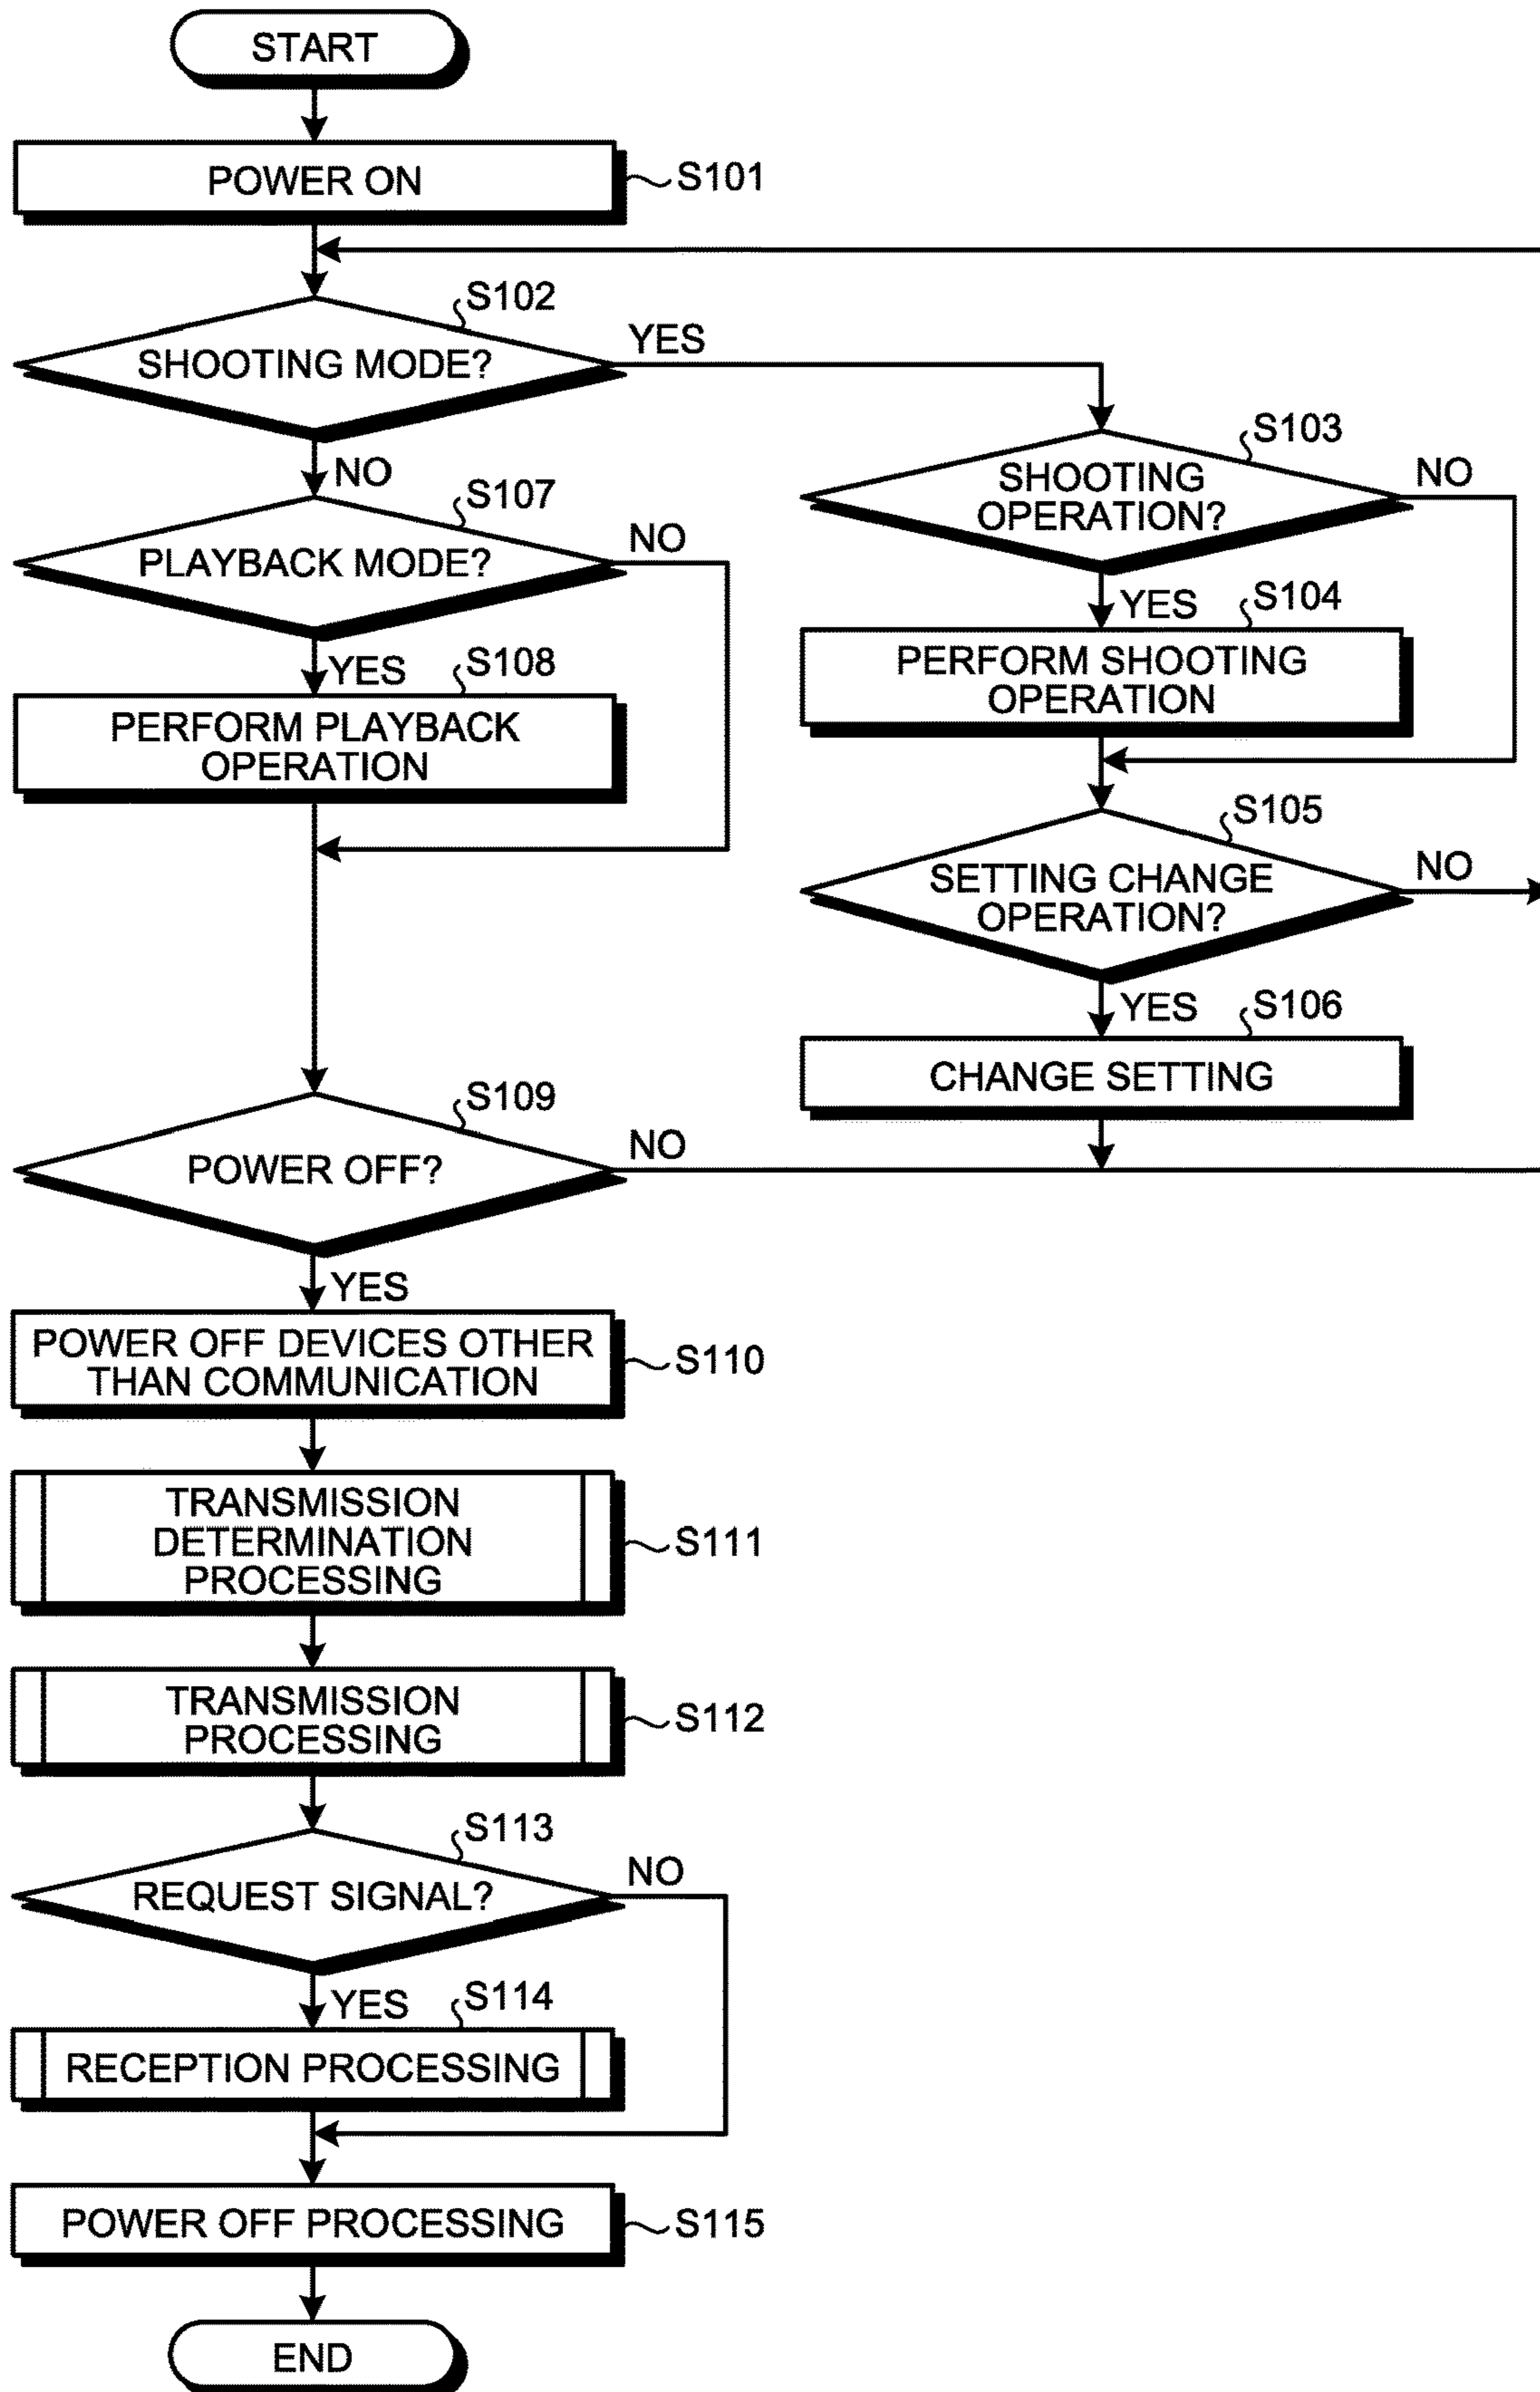 START
POWER ON
S101
S102
SHOOTING MODE?
YES
NO
S103
SHOOTING
OPERATION?
NO
YES
S104
PERFORM SHOOTING
OPERATION
S105
SETTING CHANGE
OPERATION?
NO
YES
S106
CHANGE SETTING
S107
PLAYBACK MODE?
NO
YES
S108
PERFORM PLAYBACK
OPERATION
S109
POWER OFF?
NO
YES
POWER OFF DEVICES OTHER
THAN COMMUNICATION
S110
TRANSMISSION
DETERMINATION
PROCESSING
S111
TRANSMISSION
PROCESSING
S112
S113
REQUEST SIGNAL?
NO
YES
S114
RECEPTION PROCESSING
POWER OFF PROCESSING
S115
END